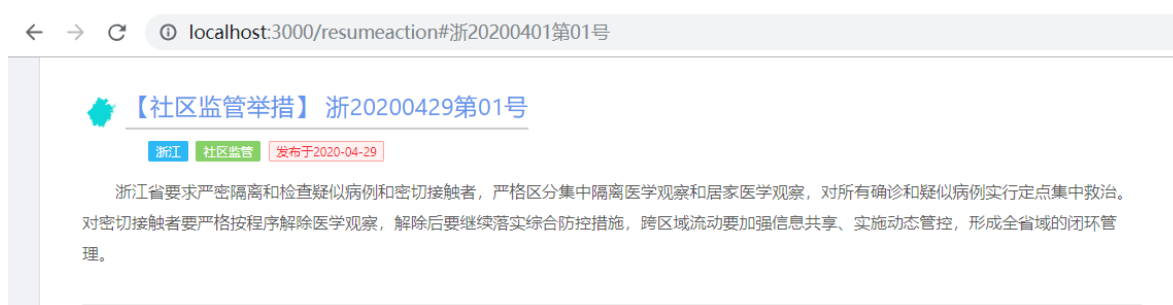 localhost:3000/resumeaction#浙20200401第01号
【社区监管举措】 浙20200429第01号
浙江 社区监管 发布于2020-04-29
浙江省要求严密隔离和检查疑似病例和密切接触者，严格区分集中隔离医学观察和居家医学观察，对所有确诊和疑似病例实行定点集中救治。
对密切接触者要严格按程序解除医学观察，解除后要继续落实综合防控措施，跨区域流动要加强信息共享、实施动态管控，形成全省域的闭环管
理。